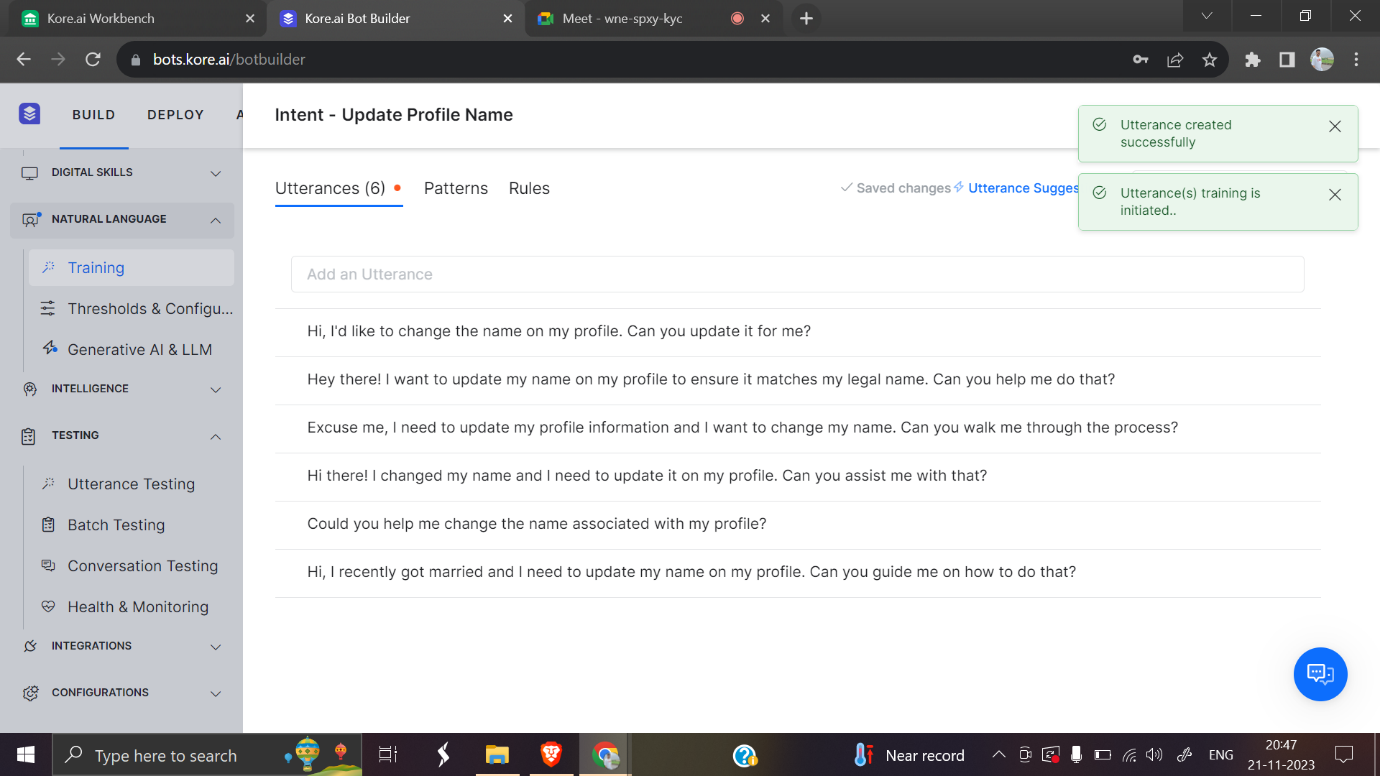 Kore.ai Workbench
Kore.ai Bot Builder
Meet - wne-spxy-kyc
bots.kore.ai/botbuilder
BUILD
DEPLOY
A
Intent - Update Profile Name
Utterance created
successfully
Utterance(s) training is
initiated..
DIGITAL SKILLS
NATURAL LANGUAGE
Training
Thresholds & Configu...
Generative AI & LLM
INTELLIGENCE
TESTING
Utterance Testing
Batch Testing
Conversation Testing
Health & Monitoring
INTEGRATIONS
CONFIGURATIONS
Utterances (6)
Patterns
Rules
Saved changes
Utterance Sugges
Add an Utterance
Hi, I'd like to change the name on my profile. Can you update it for me?
Hey there! I want to update my name on my profile to ensure it matches my legal name. Can you help me do that?
Excuse me, I need to update my profile information and I want to change my name. Can you walk me through the process?
Hi there! I changed my name and I need to update it on my profile. Can you assist me with that?
Could you help me change the name associated with my profile?
Hi, I recently got married and I need to update my name on my profile. Can you guide me on how to do that?
Type here to search
Near record
ENG
20:47
21-11-2023